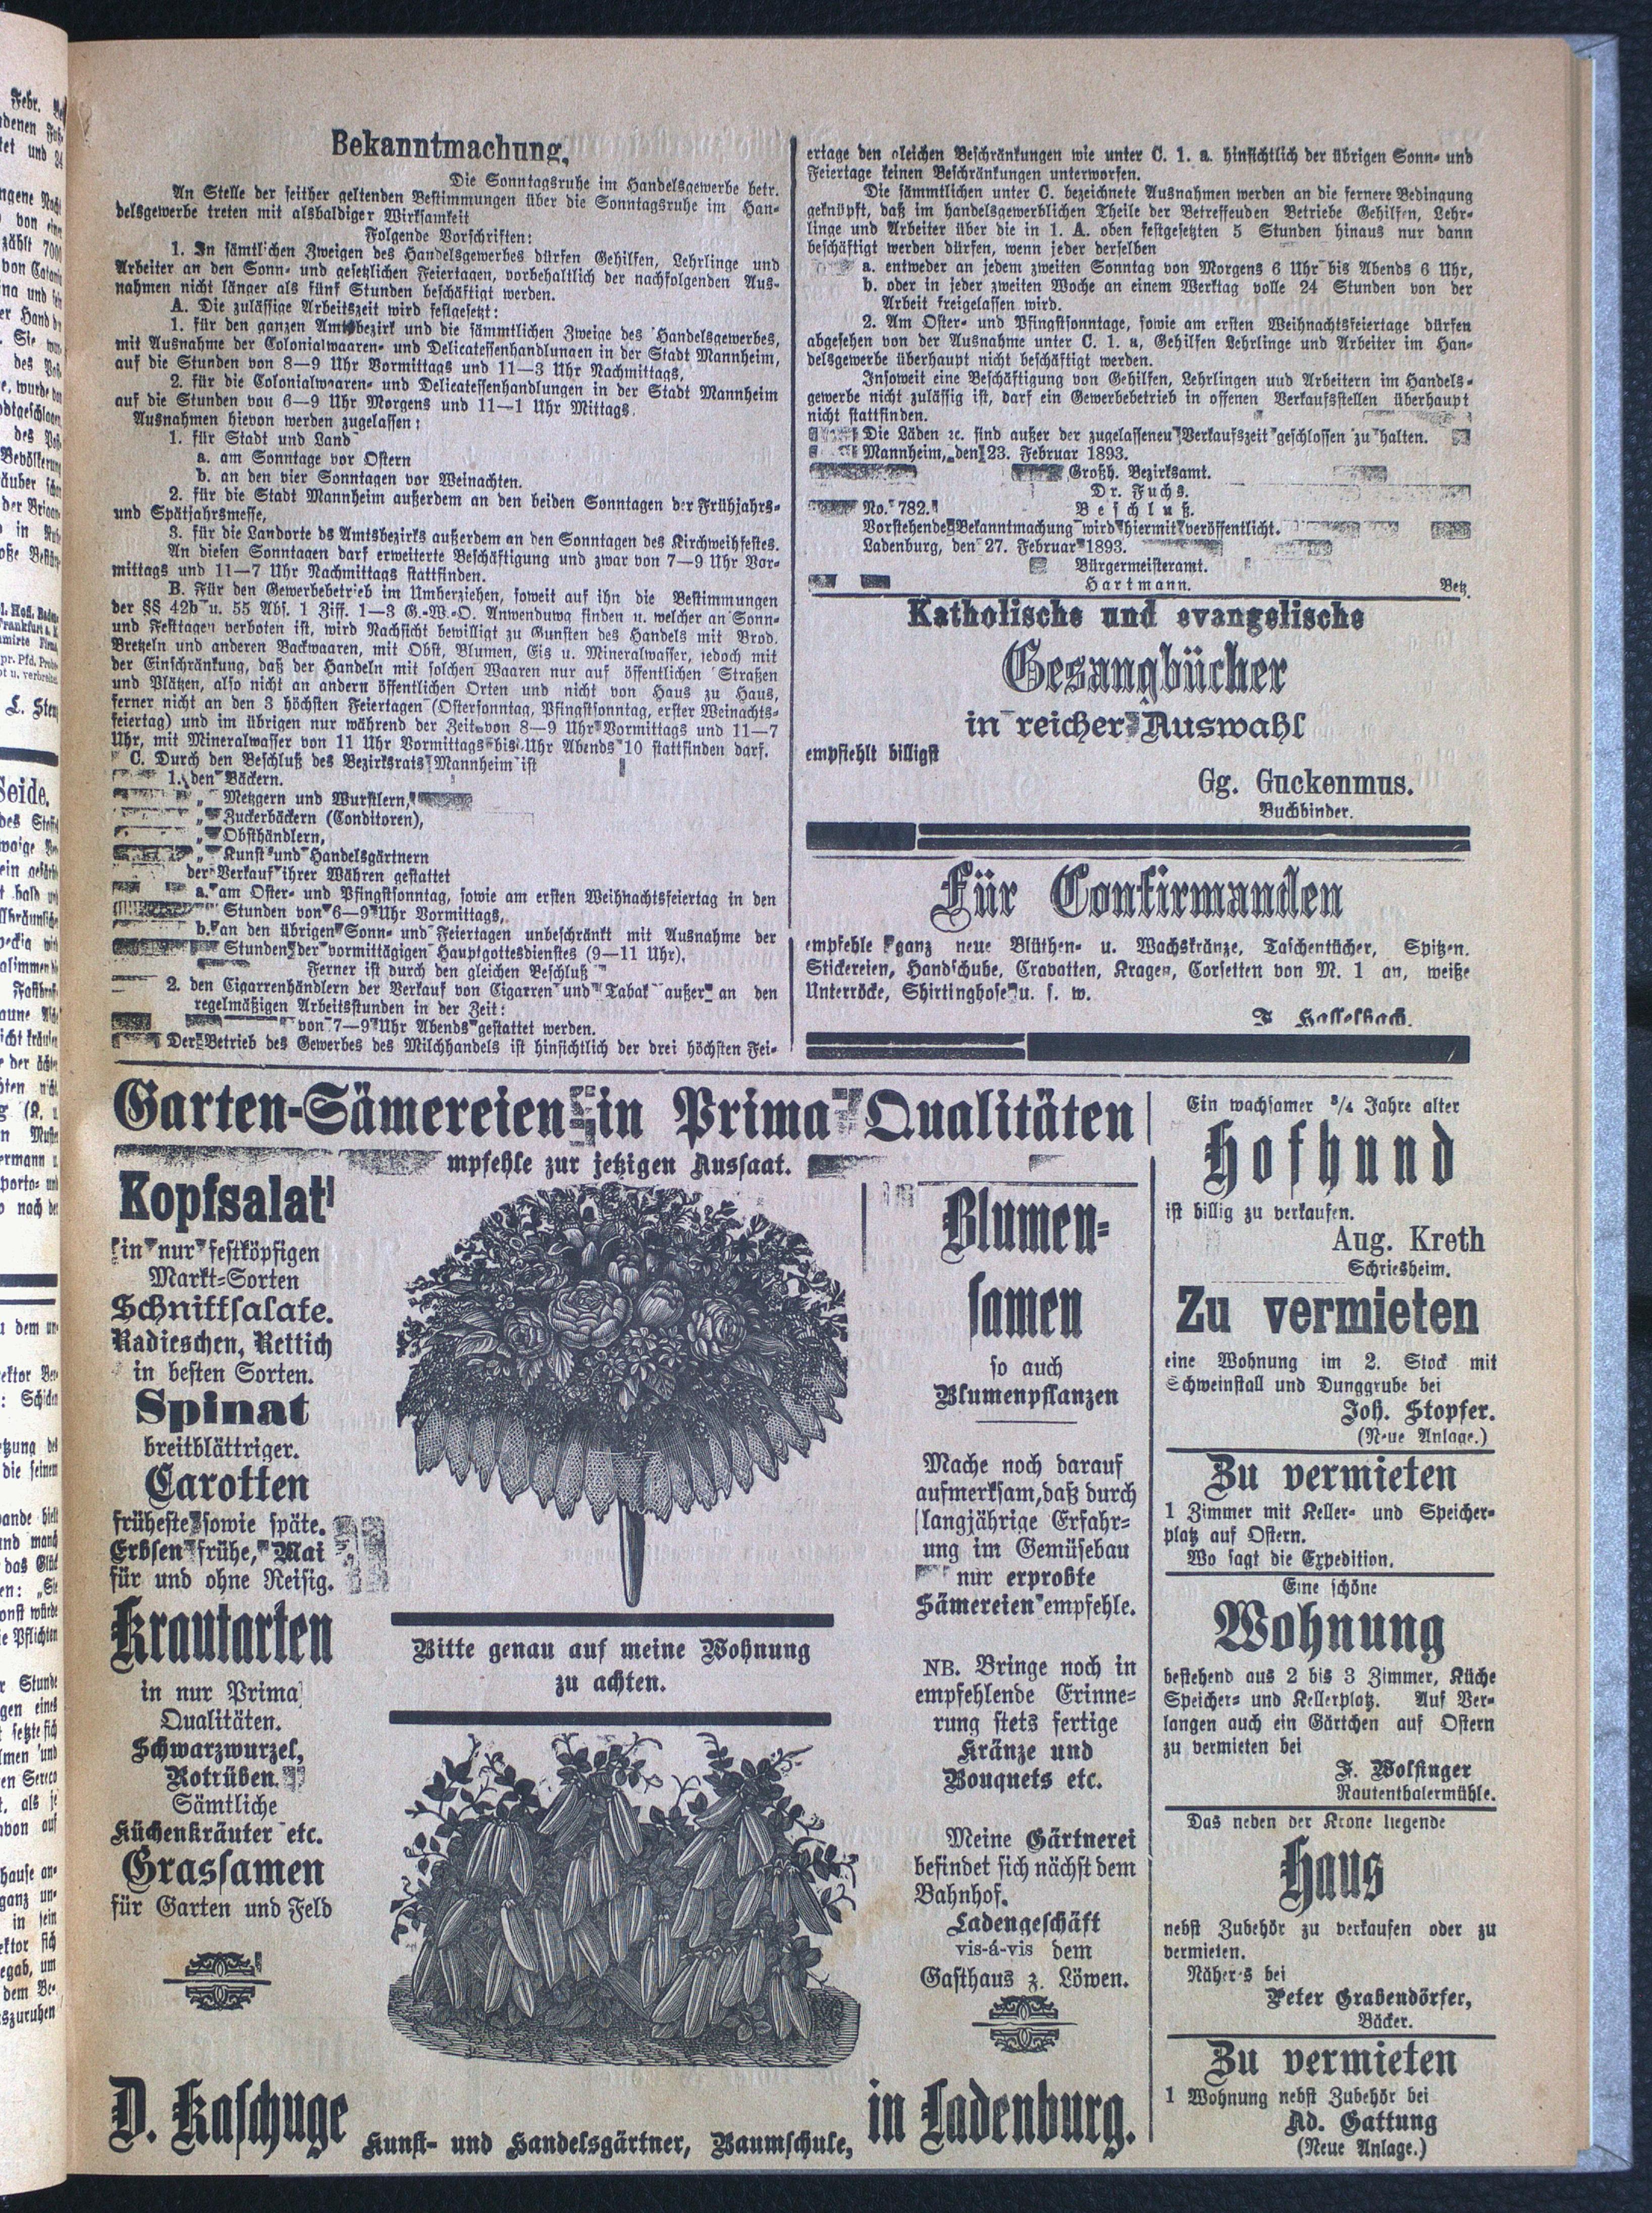 Bekanntmachung,
Die Sonntagsruhe im Handelsgewerbe betr.
An Stelle der seither geltenden Bestimmungen über die Sonntagsruhe im Han-
delsgewerbe treten mit alsbaldiger Wirksamkeit
Folgende Vorschriften:
1. In sämtlichen Zweigen des Handelsgewerbes dürfen Gehilfen, Lehrlinge und
Arbeiter an den Sonn- und gesetzlichen Feiertagen, vorbehaltlich der nachfolgenden Aus-
nahmen nicht länger als fünf Stunden beschäftigt werden.
A. Die zulässige Arbeitszeit wird festgesetzt:
1. für den ganzen Amtsbezirk und die sämmtlichen Zweige des Handelsgewerbes,
mit Ausnahme der Colonialwaaren- und Delicatessenhandlungen in der Stadt Mannheim,
auf die Stunden von 8—9 Uhr Vormittags und 11—3 Uhr Nachmittags,
2. für die Colonialwaaren- und Delicatessenhandlungen in der Stadt Mannheim
auf die Stunden von 6—9 Uhr Morgens und 11—1 Uhr Mittags.
Ausnahmen hievon werden zugelassen:
1. für Stadt und Land
a. am Sonntage vor Ostern
b. an den vier Sonntagen vor Weinachten.
2. für die Stadt Mannheim außerdem an den beiden Sonntagen der Frühjahrs-
und Spätjahrsmesse,
3. für die Landorte ds Amtsbezirks außerdem an den Sonntagen des Kirchweihfestes.
An diesen Sonntagen darf erweiterte Beschäftigung und zwar von 7—9 Uhr Vor-
mittags und 11—7 Uhr Nachmittags stattfinden.
B. Für den Gewerbebetrieb im Umherziehen, soweit auf ihn die Bestimmungen
der §§ 42b u. 55 Abs. 1 Ziff. 1—3 G.-W.-O. Anwendung finden u. welcher an Sonn-
und Festtagen verboten ist, wird Nachsicht bewilligt zu Gunsten des Handels mit Brod.
Bretzeln und anderen Backwaaren, mit Obst, Blumen, Eis u. Mineralwasser, jedoch mit
der Einschränkung, daß der Handeln mit solchen Waaren nur auf öffentlichen Straßen
und Plätzen, also nicht an andern öffentlichen Orten und nicht von Haus zu Haus,
ferner nicht an den 3 höchsten Feiertagen (Ostersonntag, Pfingstsonntag, erster Weinachts-
feiertag) und im übrigen nur während der Zeit von 8—9 Uhr Vormittags und 11—7
Uhr, mit Mineralwasser von 11 Uhr Vormittags bis Uhr Abends 10 stattfinden darf.
C. Durch den Beschluß des Bezirksrats Mannheim ist
1. den Bäckern.
„ Metzgern und Wurstlern,
„ Zuckerbäckern (Conditoren),
„ Obsthändlern,
„ Kunst und Handelsgärtnern
der Verkauf ihrer Wahren gestattet
a. am Oster- und Pfingstsonntag, sowie am ersten Weihnachtsfeiertag in den
Stunden von 6—9 Uhr Vormittags,
b. an den übrigen Sonn- und Feiertagen unbeschränkt mit Ausnahme der
Stunden der vormittägigen Hauptgottesdienstes (9—11 Uhr).
Ferner ist durch den gleichen Beschluß
2. den Cigarrenhändlern der Verkauf von Cigarren und Tabak außer an den
regelmäßigen Arbeitsstunden in der Zeit:
von 7—9 Uhr Abends gestattet werden.
Der Betrieb des Gewerbes des Milchhandels ist hinsichtlich der drei höchsten Fei-
ertage den gleichen Beschränkungen wie unter C. 1. a. hinsichtlich der übrigen Sonn- und
Feiertage keinen Beschränkungen unterworfen.
Die sämmtlichen unter C. bezeichnete Ausnahmen werden an die fernere Bedingung
geknüpft, daß im handelsgewerblichen Theile der Betreffenden Betriebe Gehilfen, Lehr-
linge und Arbeiter über die in 1. A. oben festgesetzten 5 Stunden hinaus nur dann
beschäftigt werden dürfen, wenn jeder derselben
a. entweder an jedem zweiten Sonntag von Morgens 6 Uhr bis Abends 6 Uhr,
b. oder in jeder zweiten Woche an einem Werktag volle 24 Stunden von der
Arbeit freigelassen wird.
2. Am Oster- und Pfingstsonntage, sowie am ersten Weihnachtsfeiertage dürfen
abgesehen von der Ausnahme unter C. 1. a, Gehilfen Lehrlinge und Arbeiter im Han-
delsgewerbe überhaupt nicht beschäftigt werden.
Insoweit eine Beschäftigung von Gehilfen, Lehrlingen und Arbeitern im Handels-
gewerbe nicht zulässig ist, darf ein Gewerbebetrieb in offenen Verkaufsstellen überhaupt
nicht stattfinden.
Die Läden ꝛc. sind außer der zugelassenen Verkaufszeit geschlossen zu halten.
Mannheim, den 23. Februar 1893.
Großh. Bezirksamt.
Dr. Fuchs.
No. 782. Beschluß.
Vorstehende Bekanntmachung wird hiermit veröffentlicht.
Ladenburg, den 27. Februar 1893.
Bürgermeisteramt.
Hartmann. Betz.
Katholische und evangelische
Gesangbücher
in reicher Auswahl
empfiehlt billigst
Gg. Guckenmus.
Buchbinder.
Für Confirmanden
empfehle ganz neue Blüthen- u. Wachskränze, Taschentücher, Spitzen.
Stickereien, Handschube, Cravatten, Kragen, Corsetten von M. 1 an, weiße
Unterröcke, Shirtinghose u. s. w.
Hasselbach.
Garten-Sämereien in Prima Qualitäten
mpfehle zur jetzigen Aussaat.
Kopfsalat
in nur festköpfigen
Markt-Sorten
Schnittsalate.
Radieschen, Rettich
in besten Sorten.
Spinat
breitblättriger.
Carotten
früheste sowie späte.
Erbsen frühe, Mai
für und ohne Reisig.
Krautarten
in nur Prima
Qualitäten.
Schwarzwurzel,
Rotrüben.
Sämtliche
Küchenkräuter etc.
Grassamen
für Garten und Feld
Bitte genau auf meine Wohnung
zu achten.
Blumen-
samen
so auch
Blumenpflanzen
Mache noch darauf
aufmerksam, daß durch
langjährige Erfahr-
ung im Gemüsebau
nur erprobte
Sämereien empfehle.
NB. Bringe noch in
empfehlende Erinne-
rung stets fertige
Kränze und
Bouquets etc.
Meine Gärtnerei
befindet sich nächst dem
Bahnhof.
Ladengeschäft
vis-á-vis dem
Gasthaus z. Löwen.
D. Kaschuge Kunst- und Handelsgärtner, Baumschule, in Ladenburg.
Ein wachsamer 3/4 Jahre alter
Hofhund
ist billig zu verkaufen.
Aug. Kreth
Schriesheim.
Zu vermieten
eine Wohnung im 2. Stock mit
Schweinstall und Dunggrube bei
Joh. Stopfer.
(Neue Anlage.)
Zu vermieten
1 Zimmer mit Keller- und Speicher-
platz auf Ostern.
Wo sagt die Expedition.
Eine schöne
Wohnung
bestehend aus 2 bis 3 Zimmer, Küche
Speicher- und Kellerplatz. Auf Ver-
langen auch ein Gärtchen auf Ostern
zu vermieten bei
F. Wolfinger
Rautenthalermühle.
Das neben der Krone liegende
Haus
nebst Zubehör zu verkaufen oder zu
vermieten.
Näheres bei
Peter Grabendörfer,
Bäcker.
Zu vermieten
1 Wohnung nebst Zubehör bei
Ad. Gattung
(Neue Anlage.)